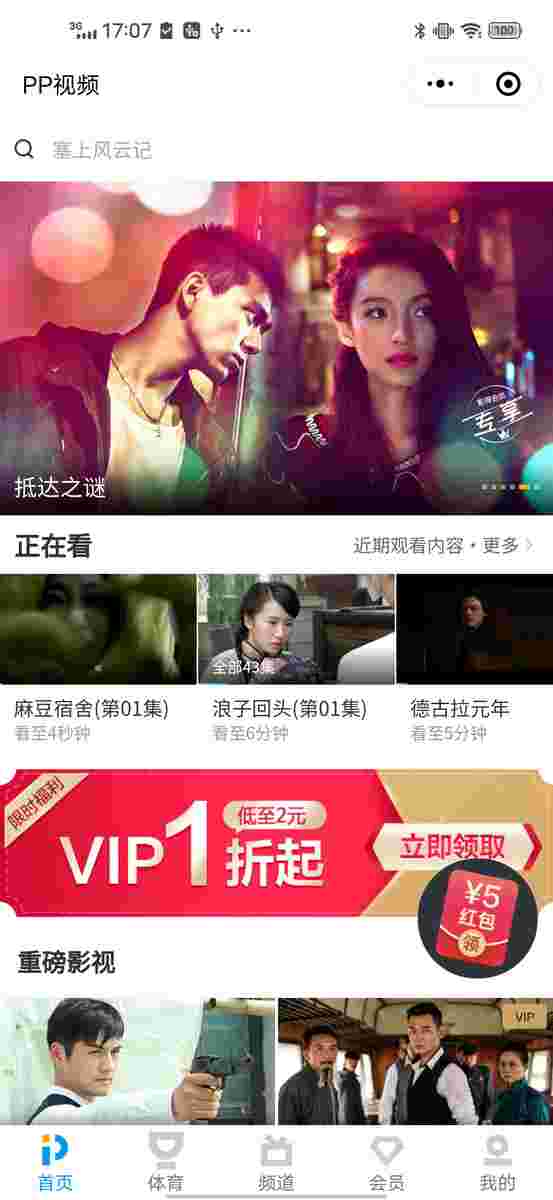 3G 17:07 100
PP视频
塞上风云记
专享
抵达之谜
正在看
近期观看内容·更多
全部43集
麻豆宿舍(第01集)
浪子回头(第01集)
德古拉元年
看至4秒钟
看至6分钟
看至5分钟
限时福利
VIP1折起
低至2元
立即领取
¥5
红包
领
重磅影视
VIP
首页
体育
频道
会员
我的